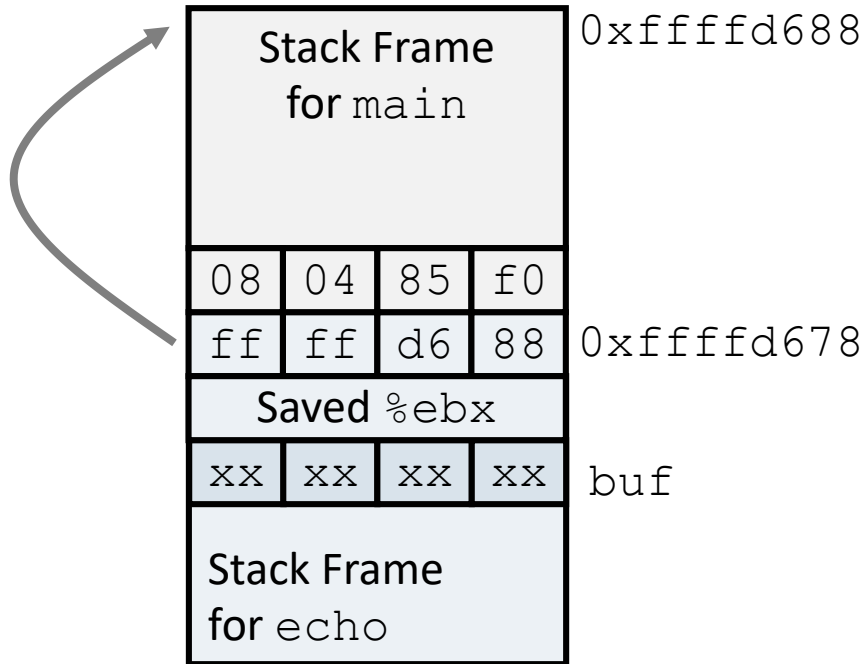 Stack Frame
for main
0xffffd688
08 04 85 f0
ff ff d6 88
0xffffd678
Saved %ebx
xx xx xx xx
buf
Stack Frame
for echo